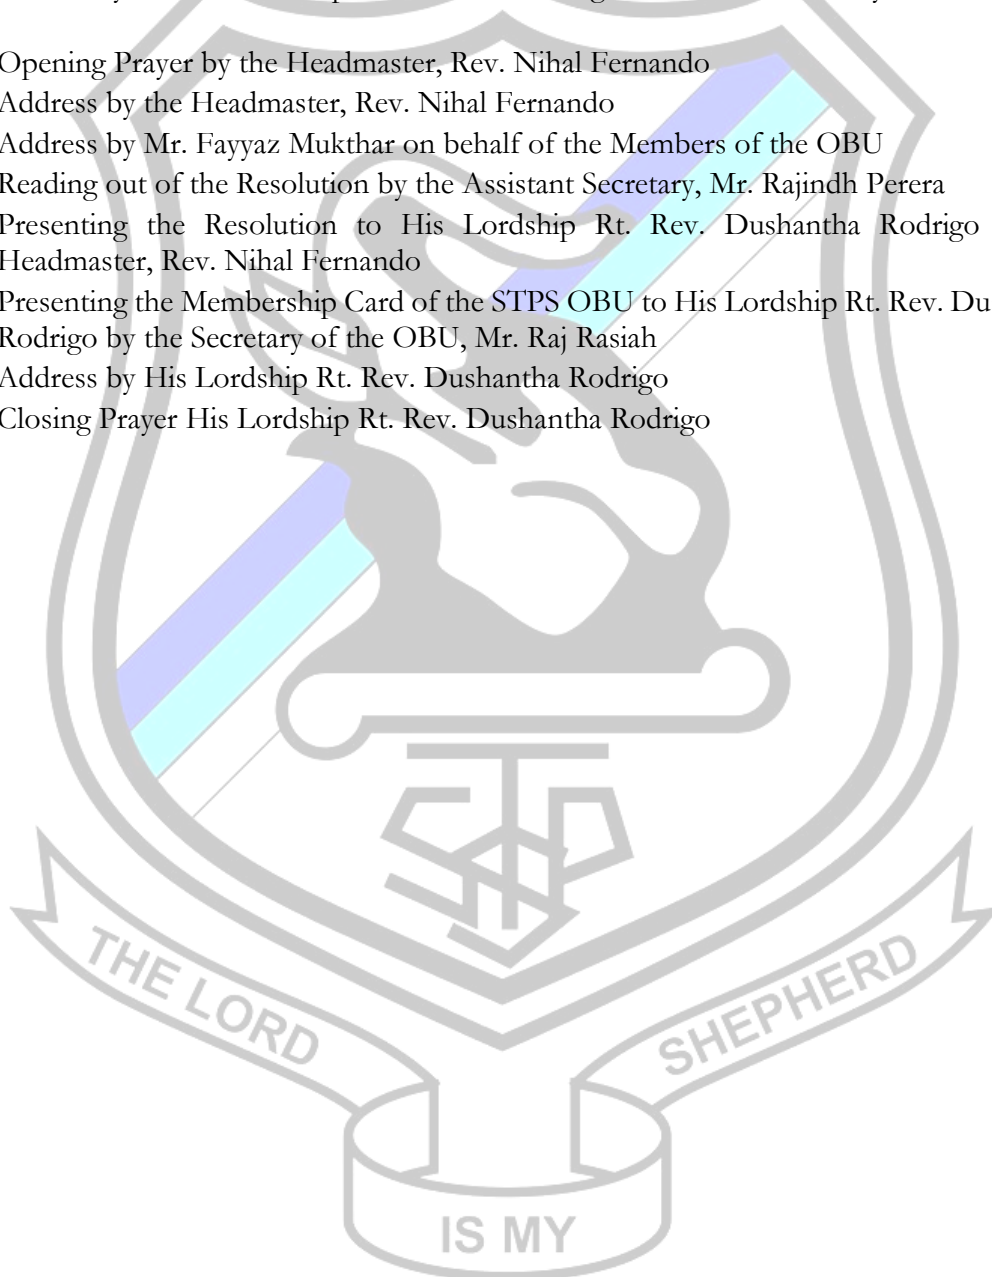 Opening Prayer by the Headmaster, Rev. Nihal Fernando
Address by the Headmaster, Rev. Nihal Fernando
Address by Mr. Fayyaz Mukthar on behalf of the Members of the OBU
Reading out of the Resolution by the Assistant Secretary, Mr. Rajindh Perera
Presenting the Resolution to His Lordship Rt. Rev. Dushantha Rodrigo
Headmaster, Rev. Nihal Fernando
Presenting the Membership Card of the STPS OBU to His Lordship Rt. Rev. Du
Rodrigo by the Secretary of the OBU, Mr. Raj Rasiah
Address by His Lordship Rt. Rev. Dushantha Rodrigo
Closing Prayer His Lordship Rt. Rev. Dushantha Rodrigo
STPS
THE LORD
IS MY
SHEPHERD